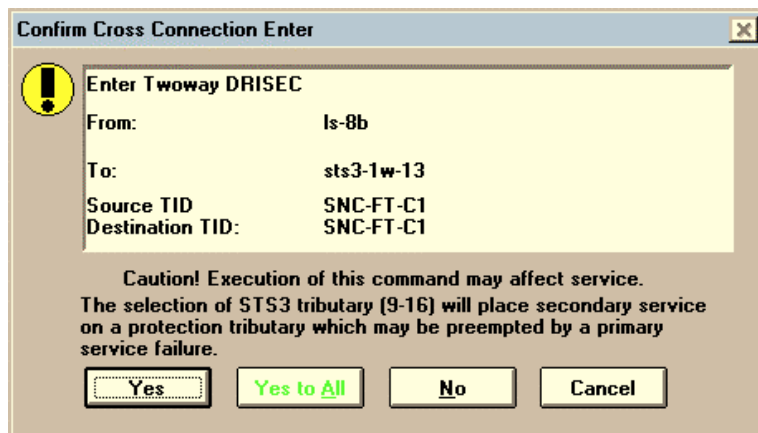 Confirm Cross Connection Enter
Enter Twoway DRISEC
From: ls-8b
To: sts3-1w-13
Source TID SNC-FT-C1
Destination TID: SNC-FT-C1
Caution! Execution of this command may affect service.
The selection of STS3 tributary (9-16) will place secondary service
on a protection tributary which may be preempted by a primary
service failure.
Yes Yes to All No Cancel